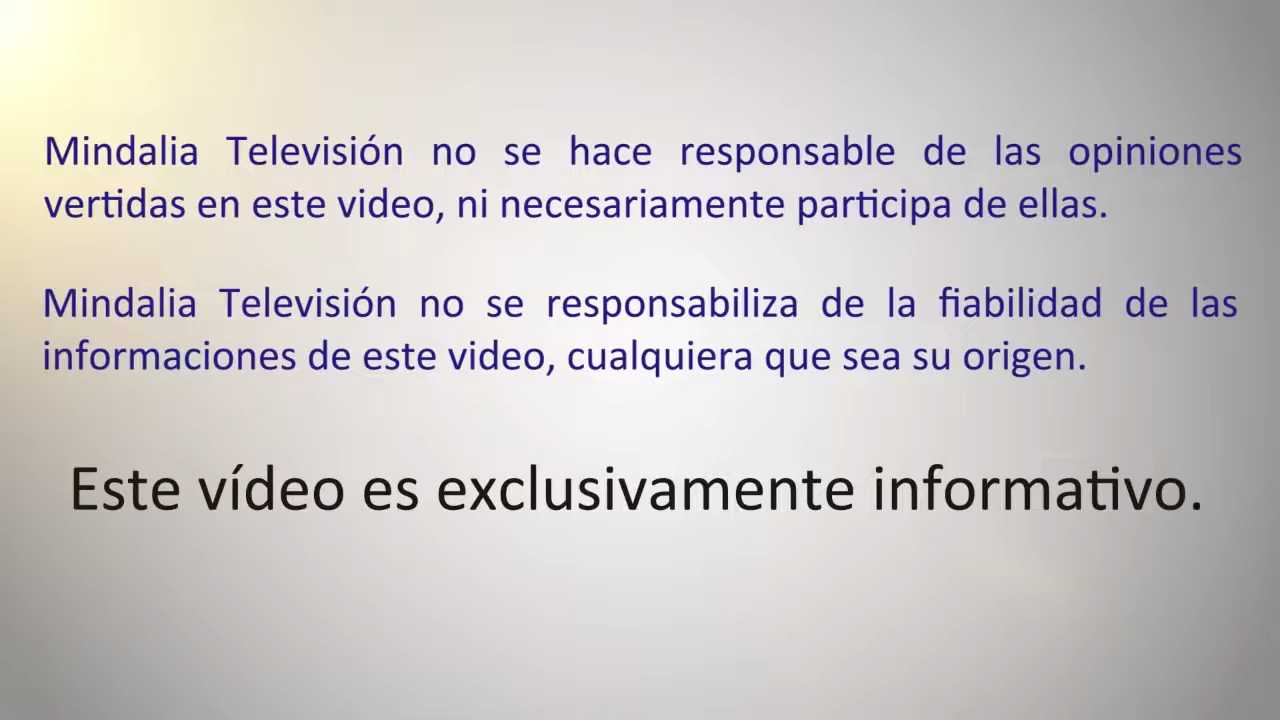 Mindalia Televisión no se hace responsable de las opiniones
vertidas en este video, ni necesariamente participa de ellas.
Mindalia Televisión no se responsabiliza de la fiabilidad de las
informaciones de este video, cualquiera que sea su origen.
Este vídeo es exclusivamente informativo.